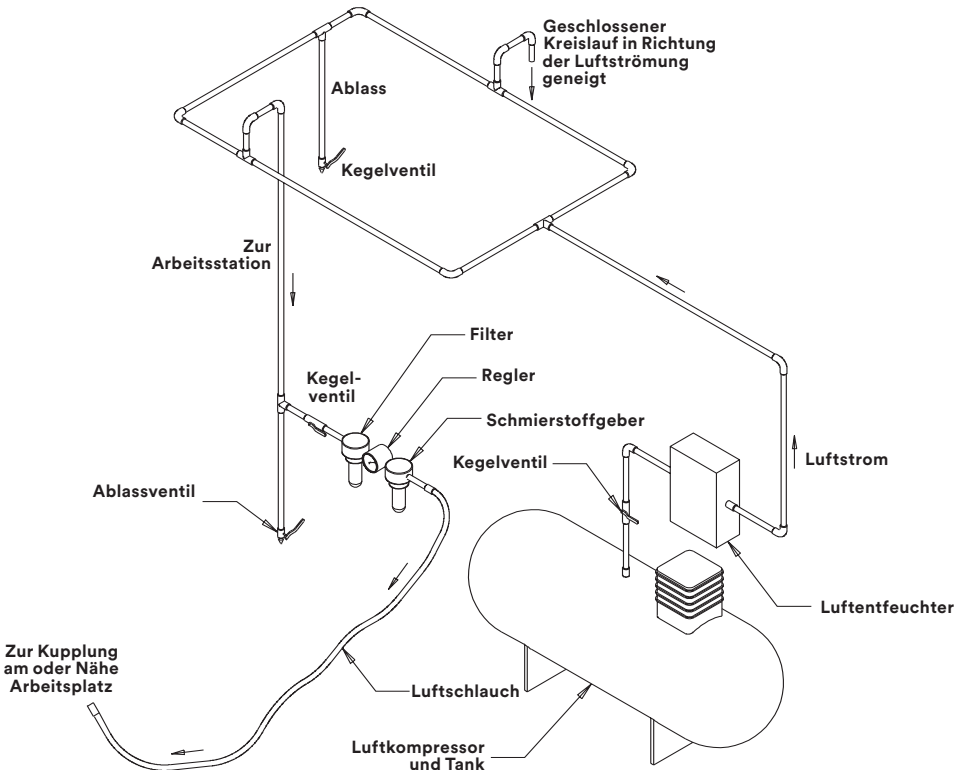 Geschlossener
Kreislauf in Richtung
der Luftströmung
geneigt
Ablass
Kegelventil
Zur
Arbeitsstation
Filter
Kegel-
ventil
Regler
Schmierstoffgeber
Kegelventil
Luftstrom
Ablassventil
Luftentfeuchter
Zur Kupplung
am oder Nähe
Arbeitsplatz
Luftschlauch
Luftkompressor
und Tank